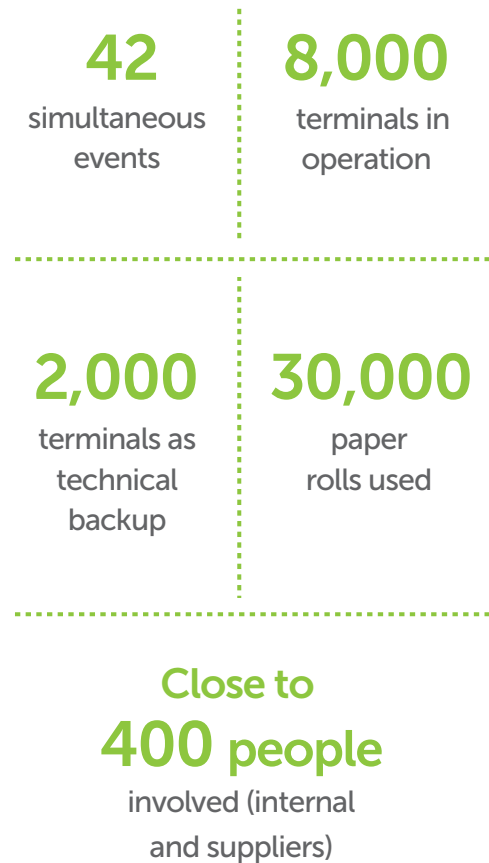 42
simultaneous
events
8,000
terminals in
operation
2,000
terminals as
technical
backup
30,000
paper
rolls used
Close to
400 people
involved (internal
and suppliers)